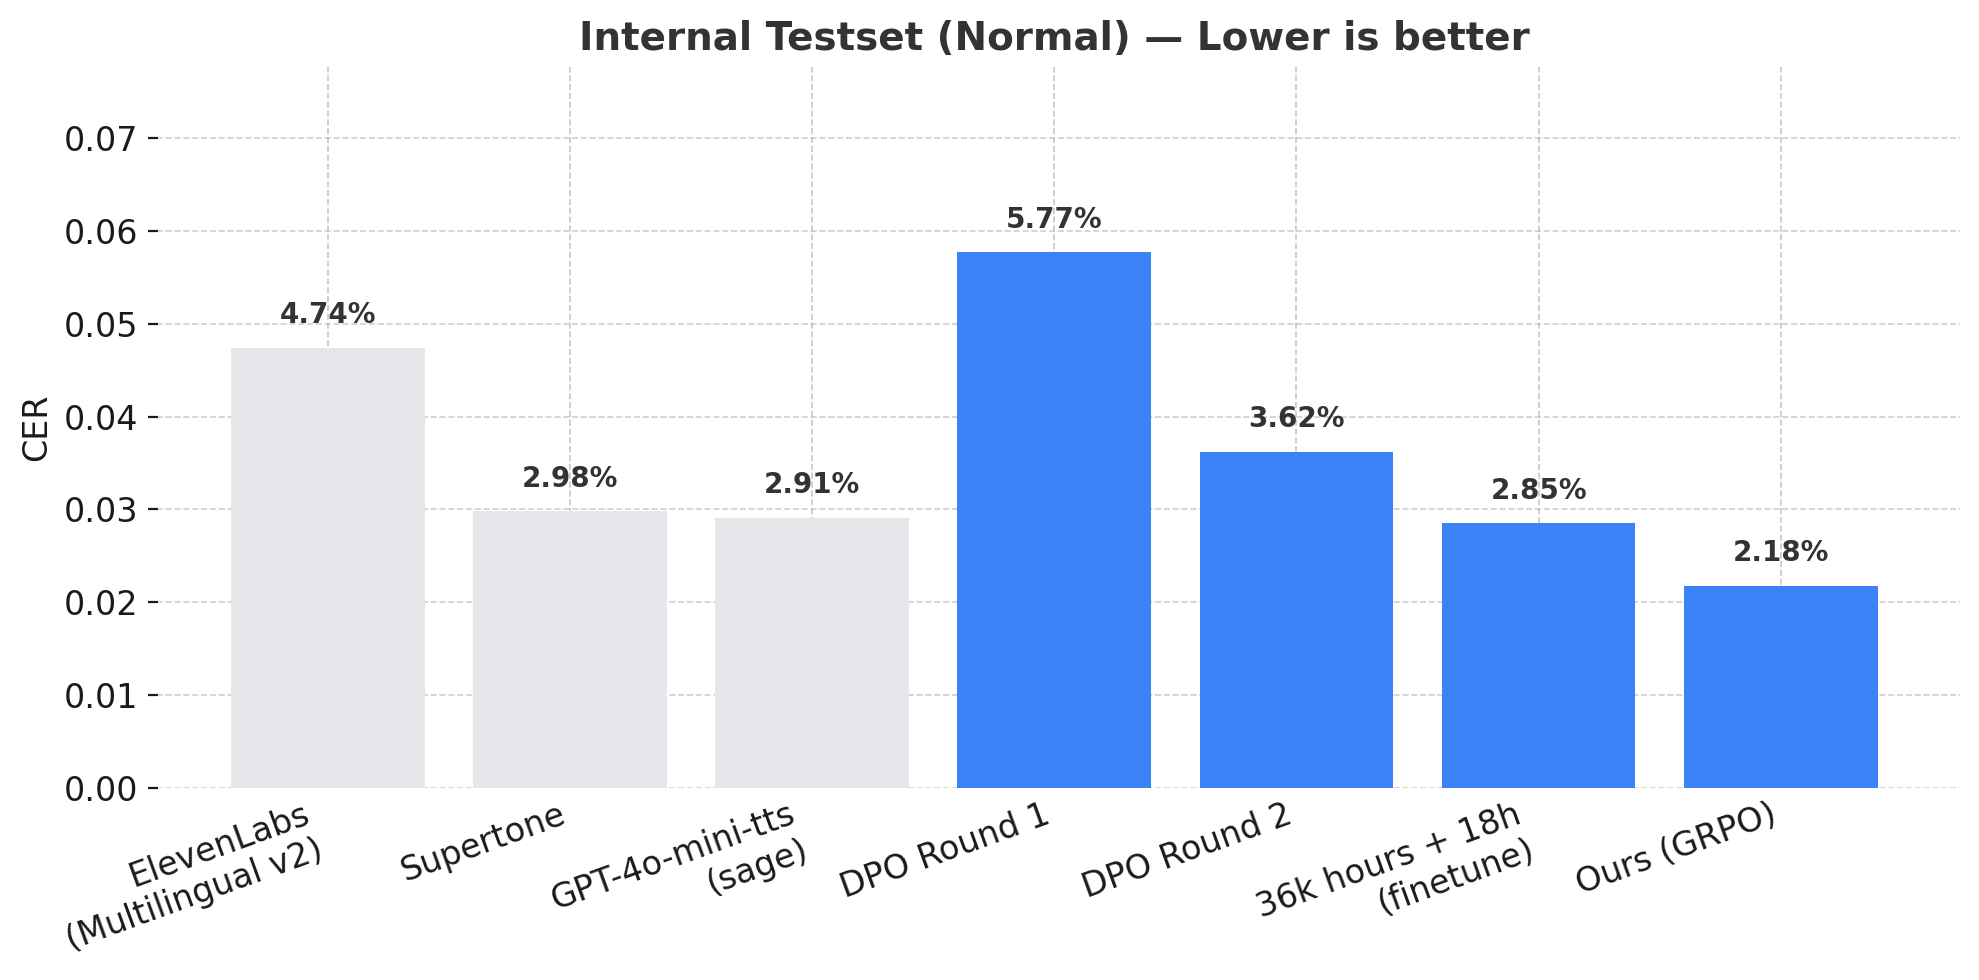 Internal Testset (Normal) — Lower is better
CER
0.07
0.06
0.05
0.04
0.03
0.02
0.01
0.00
4.74%
2.98%
2.91%
5.77%
3.62%
2.85%
2.18%
ElevenLabs
(Multilingual v2)
Supertone
GPT-4o-mini-tts
(sage)
DPO Round 1
DPO Round 2
36k hours + 18h
(finetune)
Ours (GRPO)